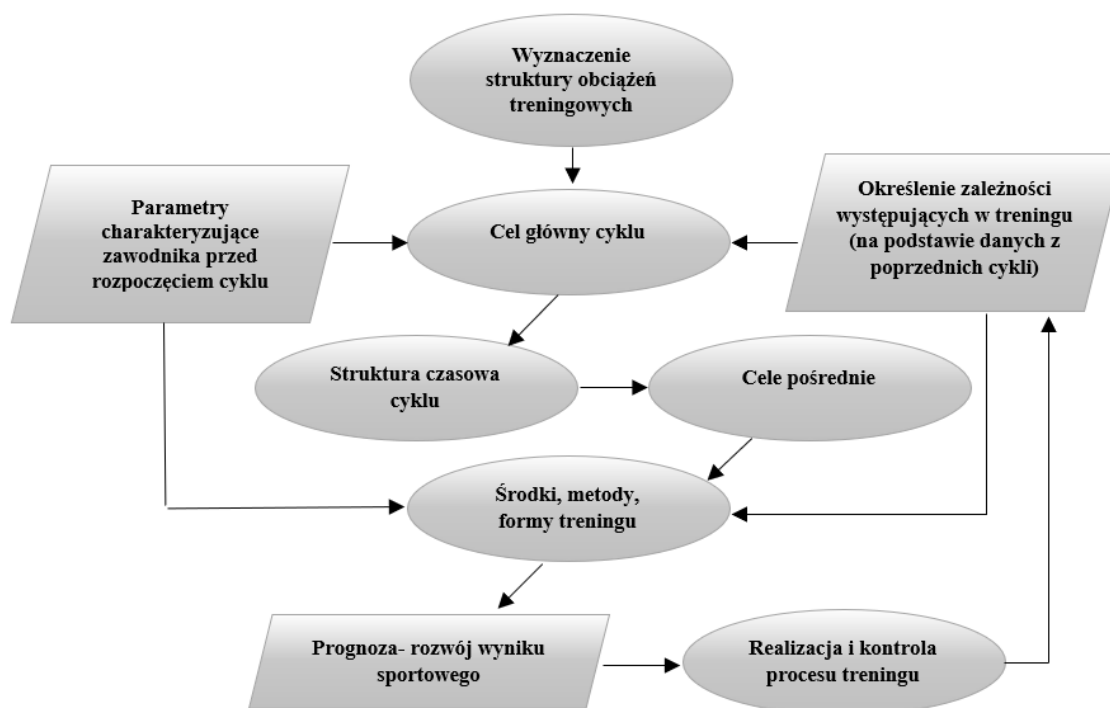 Wyznaczenie
struktury obciążeń
treningowych
Parametry
charakteryzujące
zawodnika przed
rozpoczęciem cyklu
Cel główny cyklu
Określenie zależności
występujących w treningu
(na podstawie danych z
poprzednich cykli)
Struktura czasowa
cyklu
Cele pośrednie
Środki, metody,
formy treningu
Prognoza- rozwój wyniku
sportowego
Realizacja i kontrola
procesu treningu